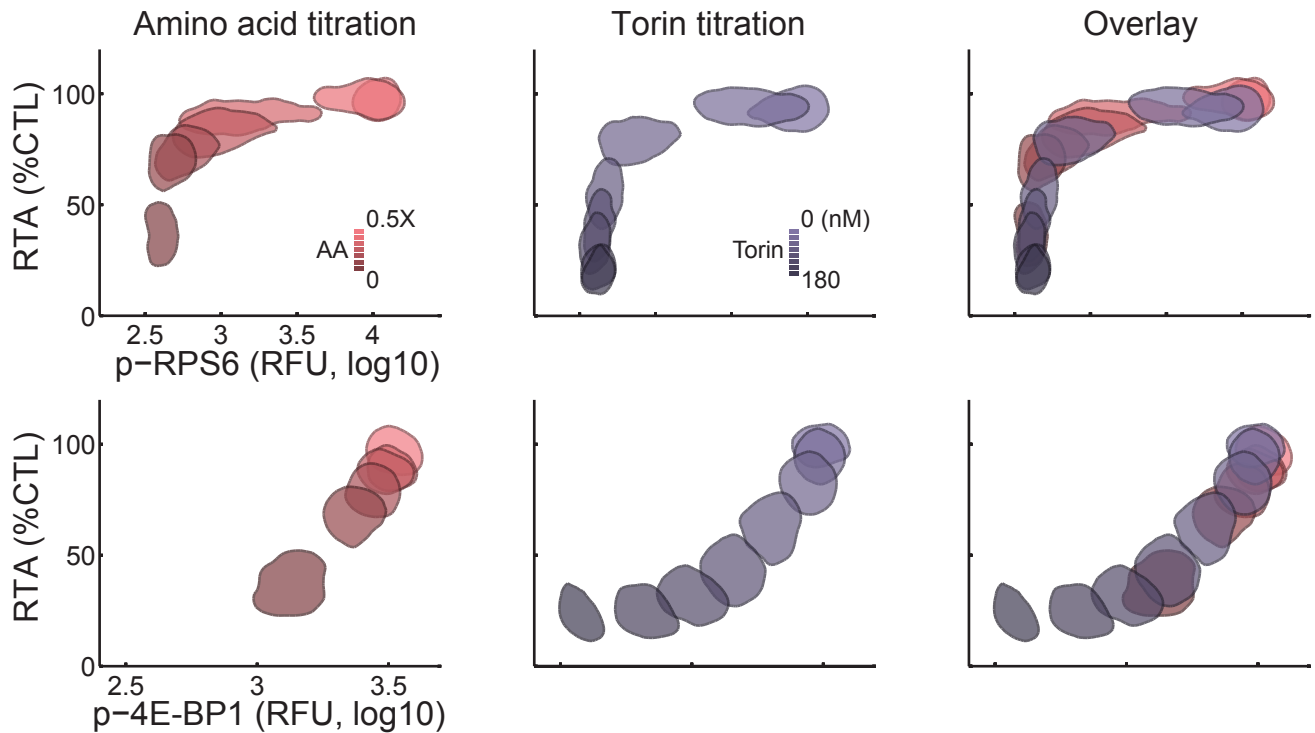 Amino acid titration
Torin titration
Overlay
RTA (%CTL)
100
50
0
AA
0.5X
0
Torin
0 (nM)
180
2.5
3
3.5
4
p−RPS6 (RFU, log10)
RTA (%CTL)
100
50
0
2.5
3
3.5
p−4E-BP1 (RFU, log10)